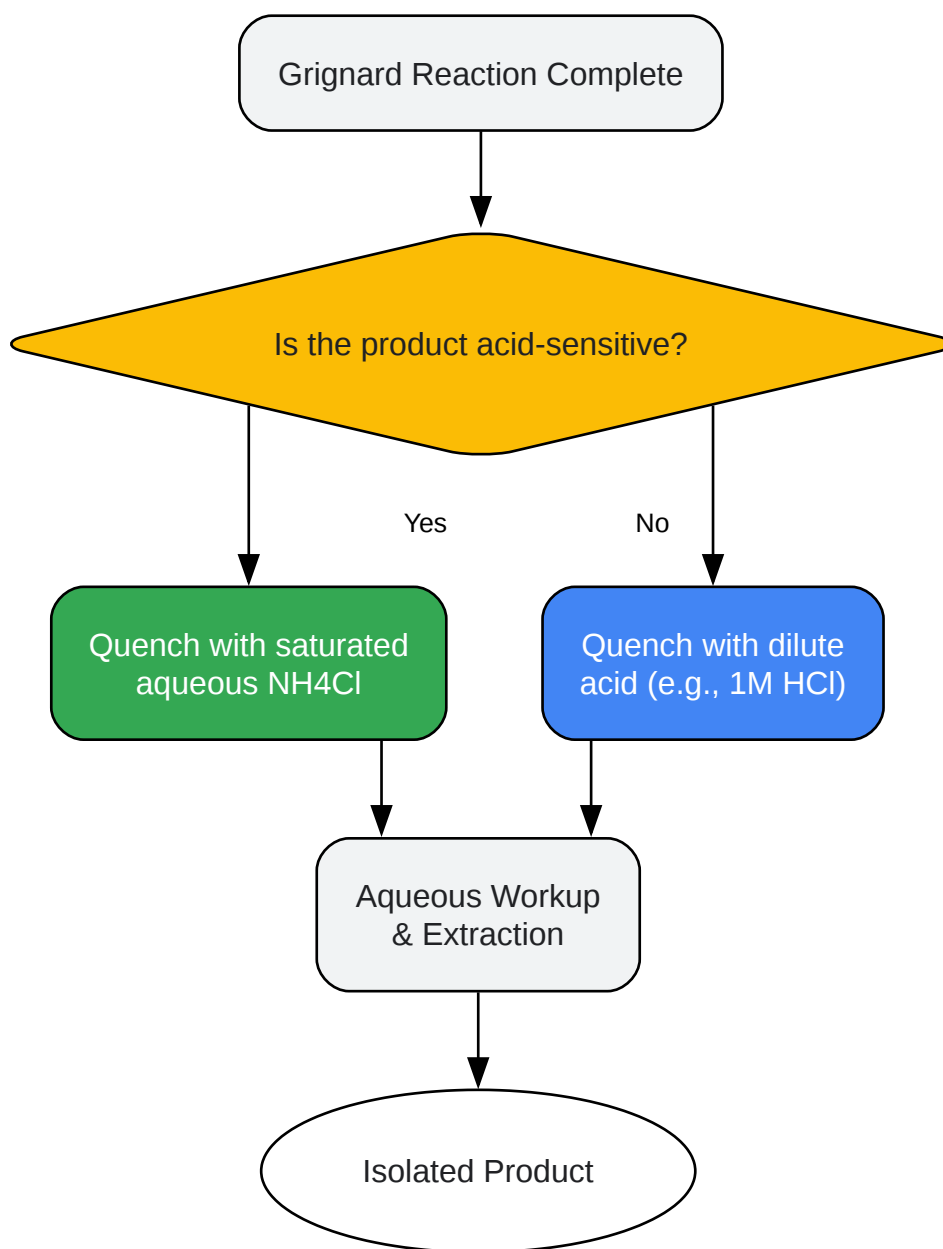 Grignard Reaction Complete
Is the product acid-sensitive?
Yes
No
Quench with saturated
aqueous NH4Cl
Quench with dilute
acid (e.g., 1M HCl)
Aqueous Workup
& Extraction
Isolated Product